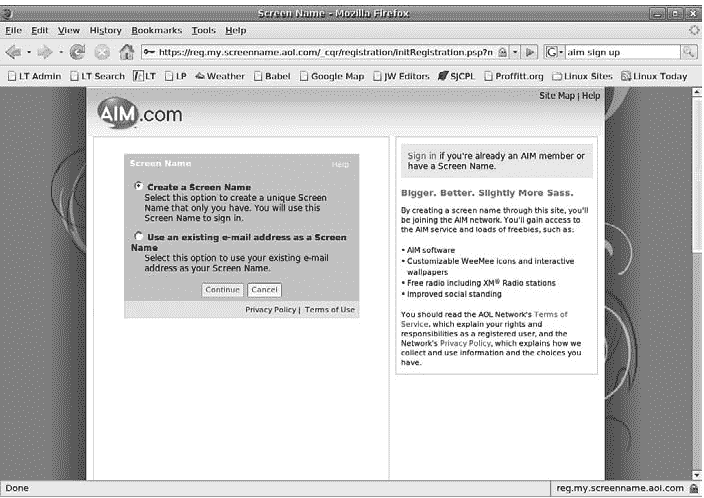 Screen Name - Mozilla Firefox
File Edit View History Bookmarks Tools Help
https://reg.my.screenname.aol.com/_cqr/registration/initRegistration.psp?n
G aim sign up
LT Admin LT Search LT LP Weather Babel Google Map JW Editors SJCPL Proffitt.org Linux Sites Linux Today
Site Map | Help
AIM.com
Screen Name Help
Create a Screen Name
Select this option to create a unique Screen
Name that only you have. You will use this
Screen Name to sign in.
Use an existing e-mail address as a Screen
Name
Select this option to use your existing e-mail
address as your Screen Name.
Continue Cancel
Privacy Policy | Terms of Use
Sign in if you're already an AIM member or
have a Screen Name.
Bigger. Better. Slightly More Sass.
By creating a screen name through this site, you'll
be joining the AIM network. You'll gain access to
the AIM service and loads of freebies, such as:
• AIM software
• Customizable WeeMee icons and interactive
wallpapers
• Free radio including XM® Radio stations
• Improved social standing
You should read the AOL Network's Terms of
Service, which explain your rights and
responsibilities as a registered user, and the
Network's Privacy Policy, which explains how we
collect and use information and the choices you
have.
Done
reg.my.screenname.aol.com